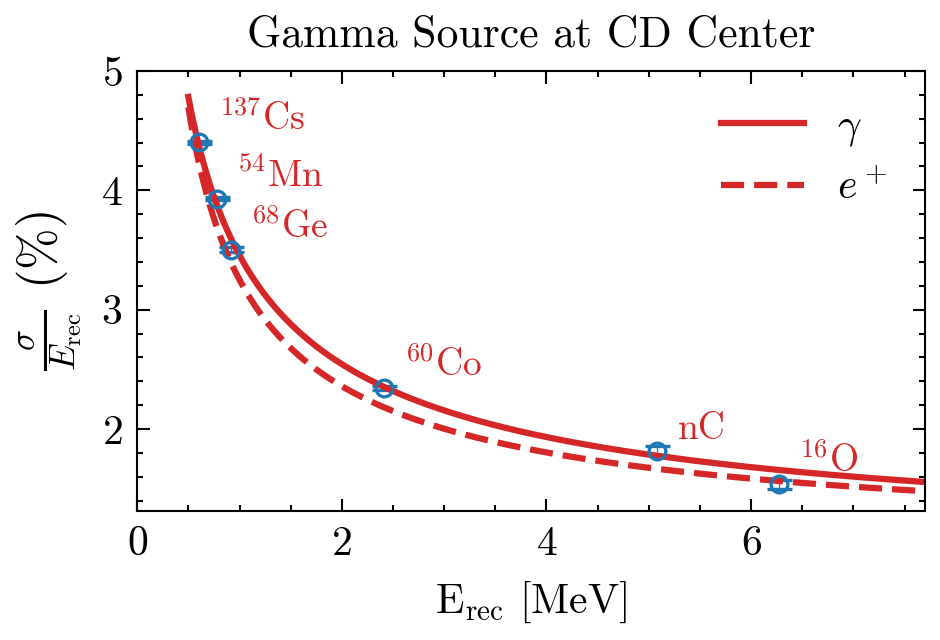 Gamma Source at CD Center
5
4
3
2
σ/E_rec (%)
¹³⁷Cs
⁵⁴Mn
⁶⁸Ge
⁶⁰Co
nC
¹⁶O
γ
e⁺
0 2 4 6
E_rec [MeV]